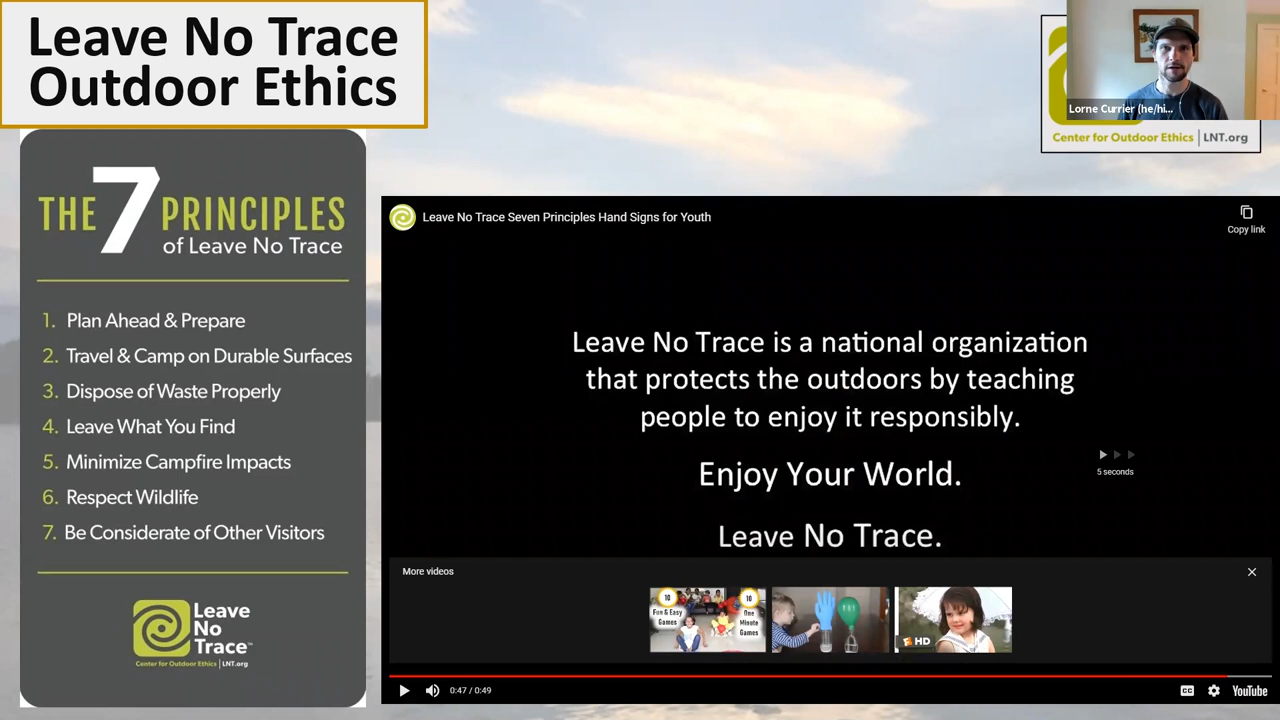 Leave No Trace
Outdoor Ethics
Lorne Currier (he/hi...
Center for Outdoor Ethics | LNT.org
THE 7 PRINCIPLES
of Leave No Trace
1. Plan Ahead & Prepare
2. Travel & Camp on Durable Surfaces
3. Dispose of Waste Properly
4. Leave What You Find
5. Minimize Campfire Impacts
6. Respect Wildlife
7. Be Considerate of Other Visitors
Leave
No
Trace™
Center for Outdoor Ethics | LNT.org
Leave No Trace Seven Principles Hand Signs for Youth
Copy link
Leave No Trace is a national organization
that protects the outdoors by teaching
people to enjoy it responsibly.
Enjoy Your World.
Leave No Trace.
5 seconds
More videos
10
Fun & Easy
Games
10
One
Minute
Games
HD
0:47 / 0:49
CC
YouTube